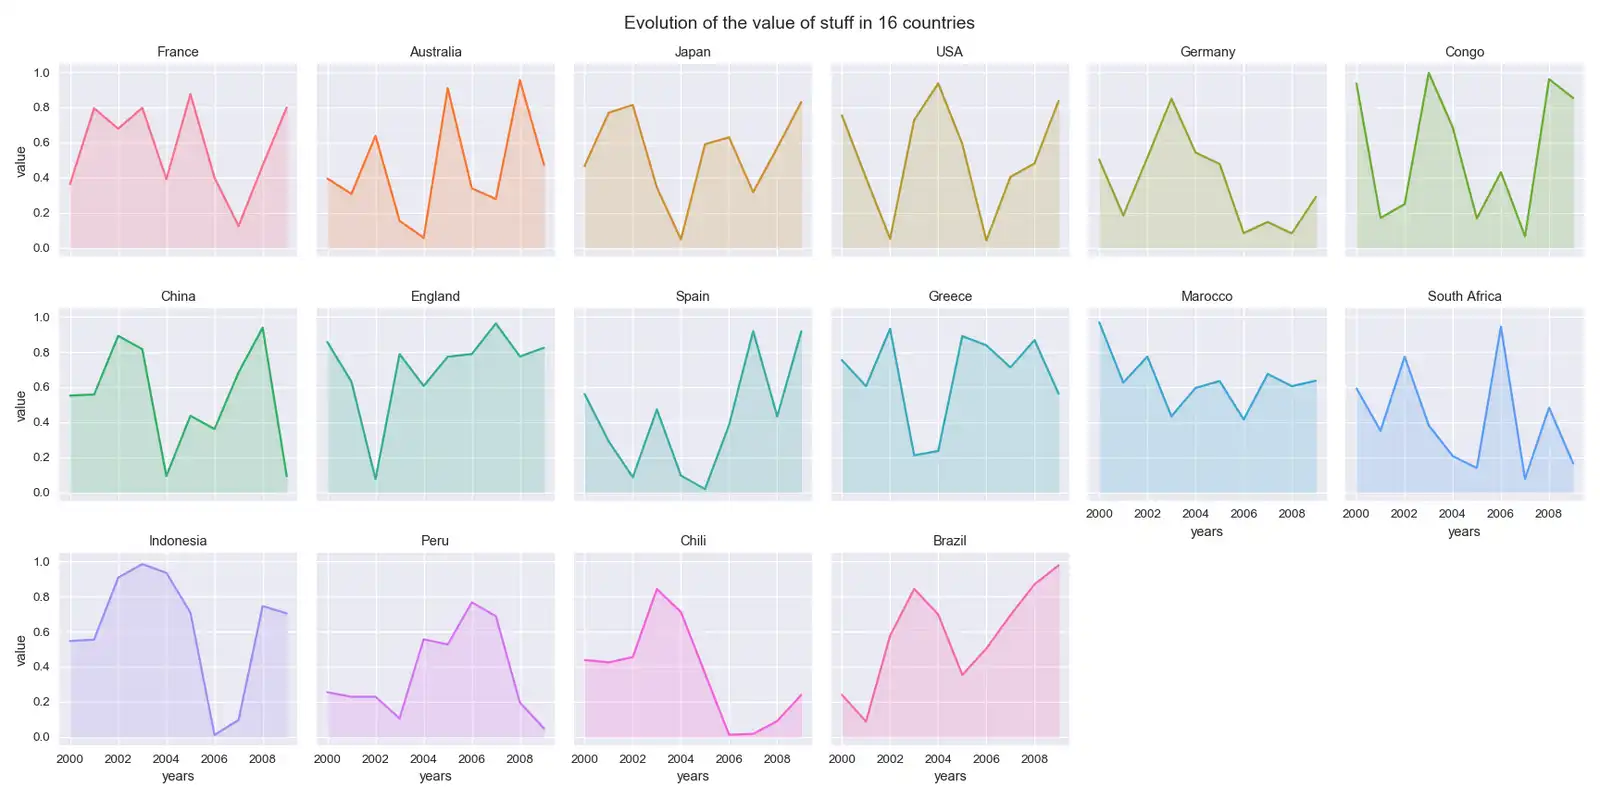 Evolution of the value of stuff in 16 countries
France Australia Japan USA Germany Congo
1.0
0.8
0.6
0.4
0.2
0.0
value
China England Spain Greece Marocco South Africa
1.0
0.8
0.6
0.4
0.2
0.0
value
2000 2002 2004 2006 2008 2000 2002 2004 2006 2008
years years
Indonesia Peru Chili Brazil
1.0
0.8
0.6
0.4
0.2
0.0
value
2000 2002 2004 2006 2008 2000 2002 2004 2006 2008 2000 2002 2004 2006 2008 2000 2002 2004 2006 2008
years years years years